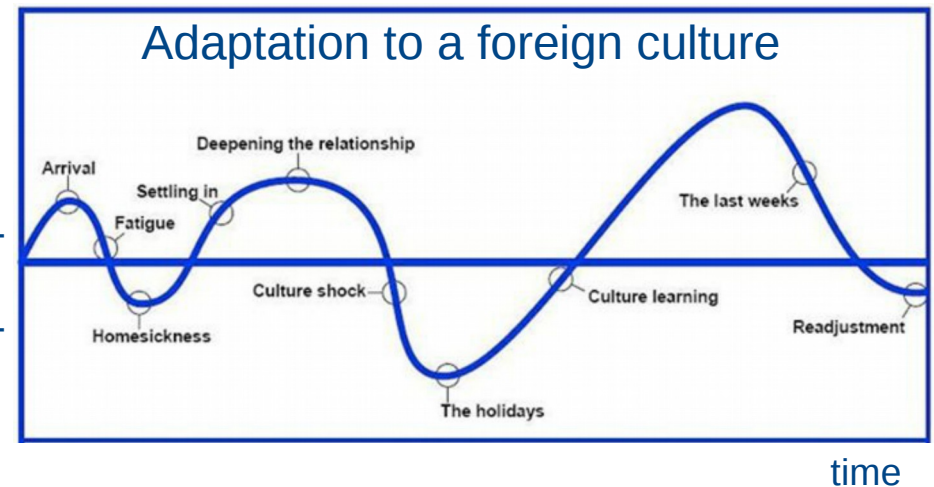 Adaptation to a foreign culture
Deepening the relationship
Arrival
Settling in
Fatigue
The last weeks
Culture shock
Culture learning
Homesickness
Readjustment
The holidays
time